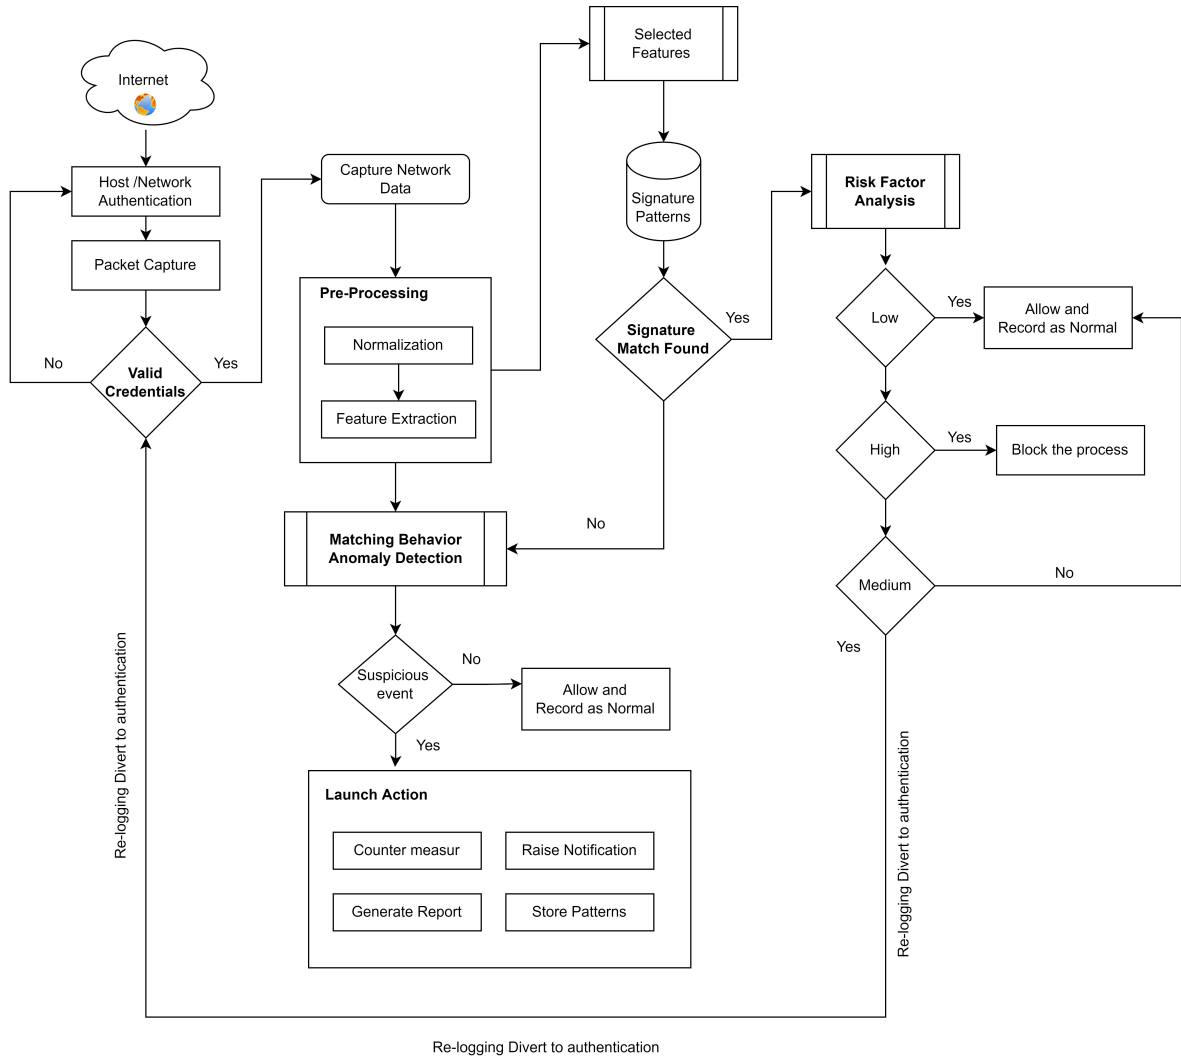 Internet
Host /Network
Authentication
Packet Capture
Valid
Credentials
No
Yes
Capture Network
Data
Pre-Processing
Normalization
Feature Extraction
Selected
Features
Signature
Patterns
Signature
Match Found
Yes
No
Risk Factor
Analysis
Low
Yes
Allow and
Record as Normal
High
Yes
Block the process
Medium
No
Yes
Matching Behavior
Anomaly Detection
Suspicious
event
No
Allow and
Record as Normal
Yes
Launch Action
Counter measur
Raise Notification
Generate Report
Store Patterns
Re-logging Divert to authentication
Re-logging Divert to authentication
Re-logging Divert to authentication